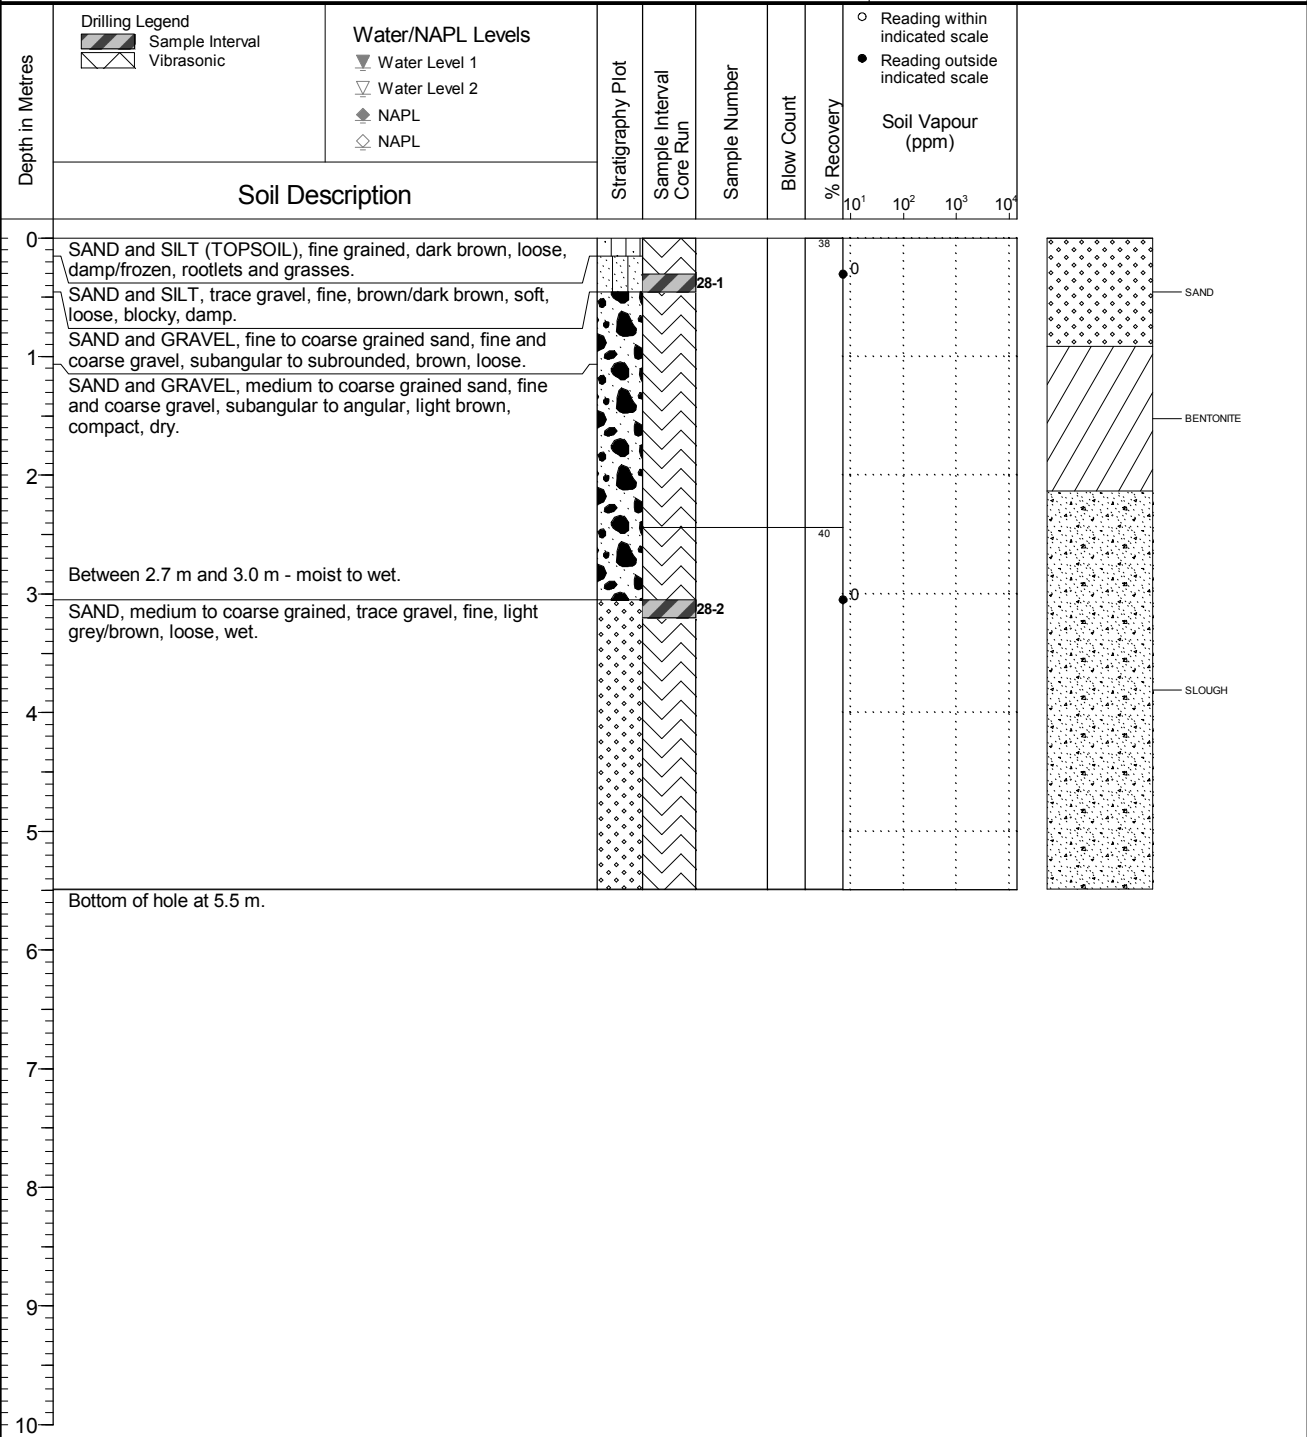 Drilling Legend
Sample Interval
Vibrasonic
Water/NAPL Levels
Water Level 1
Water Level 2
NAPL
NAPL
Depth in Metres
Soil Description
Stratigraphy Plot
Sample Interval
Core Run
Sample Number
Blow Count
% Recovery
Reading within
indicated scale
Reading outside
indicated scale
Soil Vapour
(ppm)
10¹ 10² 10³ 10⁴
0
SAND and SILT (TOPSOIL), fine grained, dark brown, loose,
damp/frozen, rootlets and grasses.
38
:0
28-1
SAND and SILT, trace gravel, fine, brown/dark brown, soft,
loose, blocky, damp.
SAND
SAND and GRAVEL, fine to coarse grained sand, fine and
coarse gravel, subangular to subrounded, brown, loose.
1
SAND and GRAVEL, medium to coarse grained sand, fine
and coarse gravel, subangular to angular, light brown,
compact, dry.
BENTONITE
2
40
Between 2.7 m and 3.0 m - moist to wet.
3
:0
28-2
SAND, medium to coarse grained, trace gravel, fine, light
grey/brown, loose, wet.
SLOUGH
4
5
Bottom of hole at 5.5 m.
6
7
8
9
10